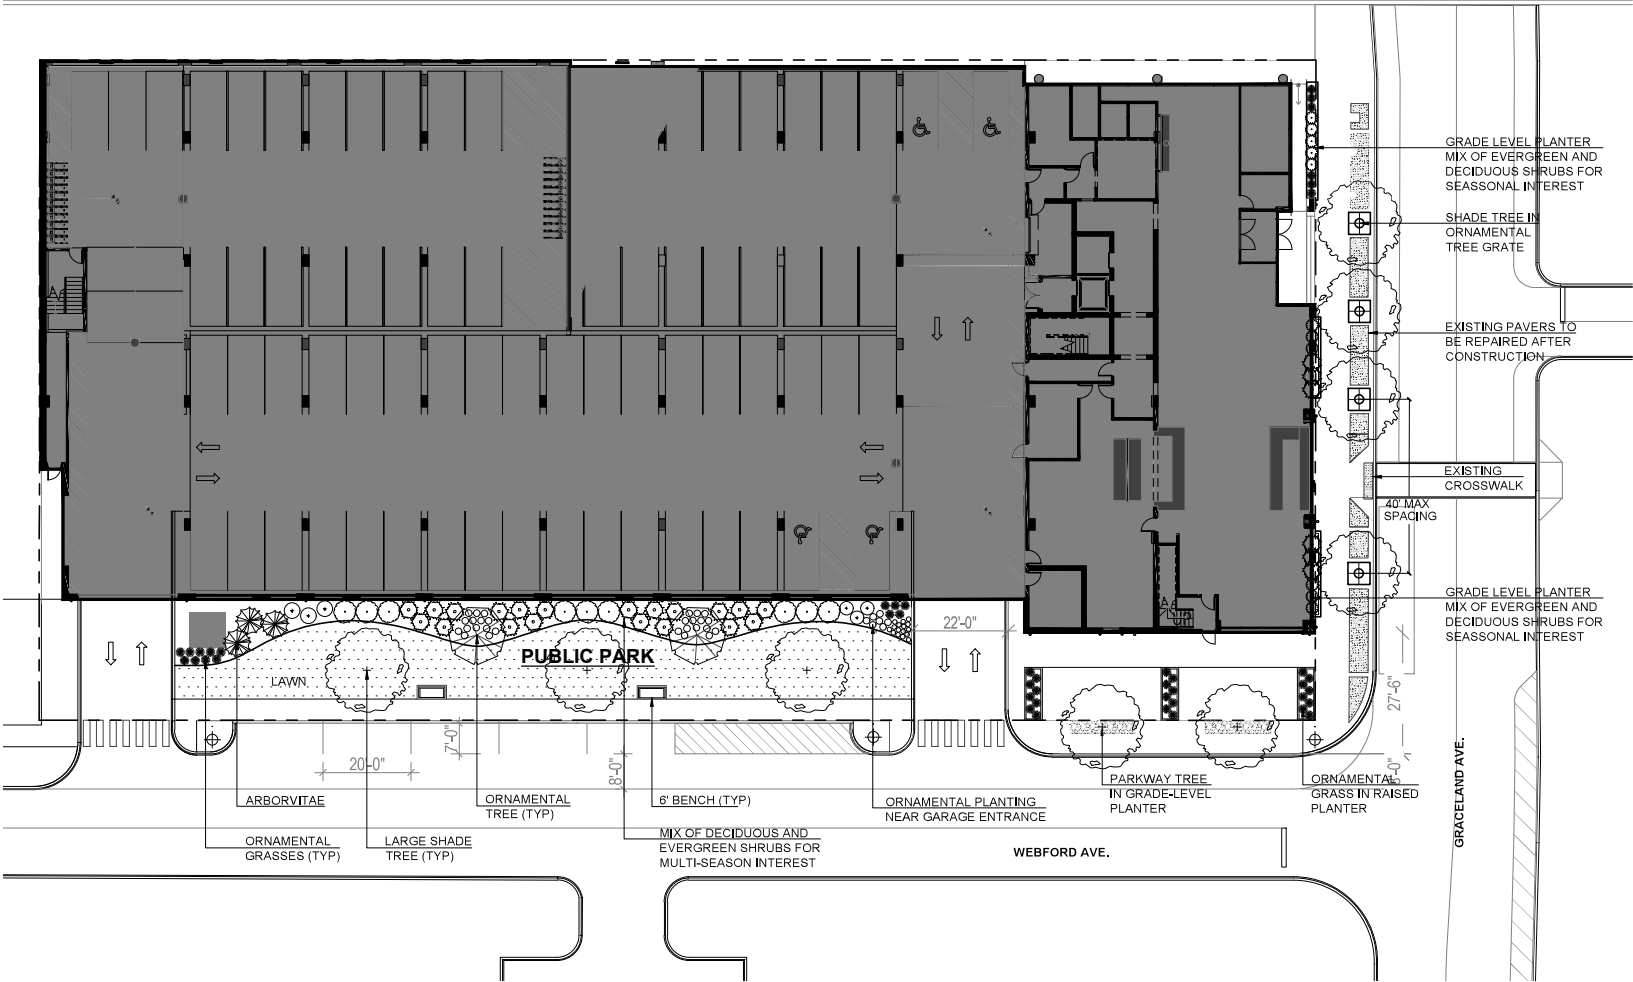 GRADE LEVEL PLANTER
MIX OF EVERGREEN AND
DECIDUOUS SHRUBS FOR
SEASSONAL INTEREST
SHADE TREE IN
ORNAMENTAL
TREE GRATE
EXISTING PAVERS TO
BE REPAIRED AFTER
CONSTRUCTION
EXISTING
CROSSWALK
40' MAX
SPACING
GRADE LEVEL PLANTER
MIX OF EVERGREEN AND
DECIDUOUS SHRUBS FOR
SEASSONAL INTEREST
22'-0"
PUBLIC PARK
LAWN
27'-6"
7'-0"
20'-0"
8'-0"
GRACELAND AVE.
ARBORVITAE
ORNAMENTAL
TREE (TYP)
6' BENCH (TYP)
ORNAMENTAL PLANTING
NEAR GARAGE ENTRANCE
PARKWAY TREE
IN GRADE-LEVEL
PLANTER
ORNAMENTAL
GRASS IN RAISED
PLANTER
ORNAMENTAL
GRASSES (TYP)
LARGE SHADE
TREE (TYP)
MIX OF DECIDUOUS AND
EVERGREEN SHRUBS FOR
MULTI-SEASON INTEREST
WEBFORD AVE.